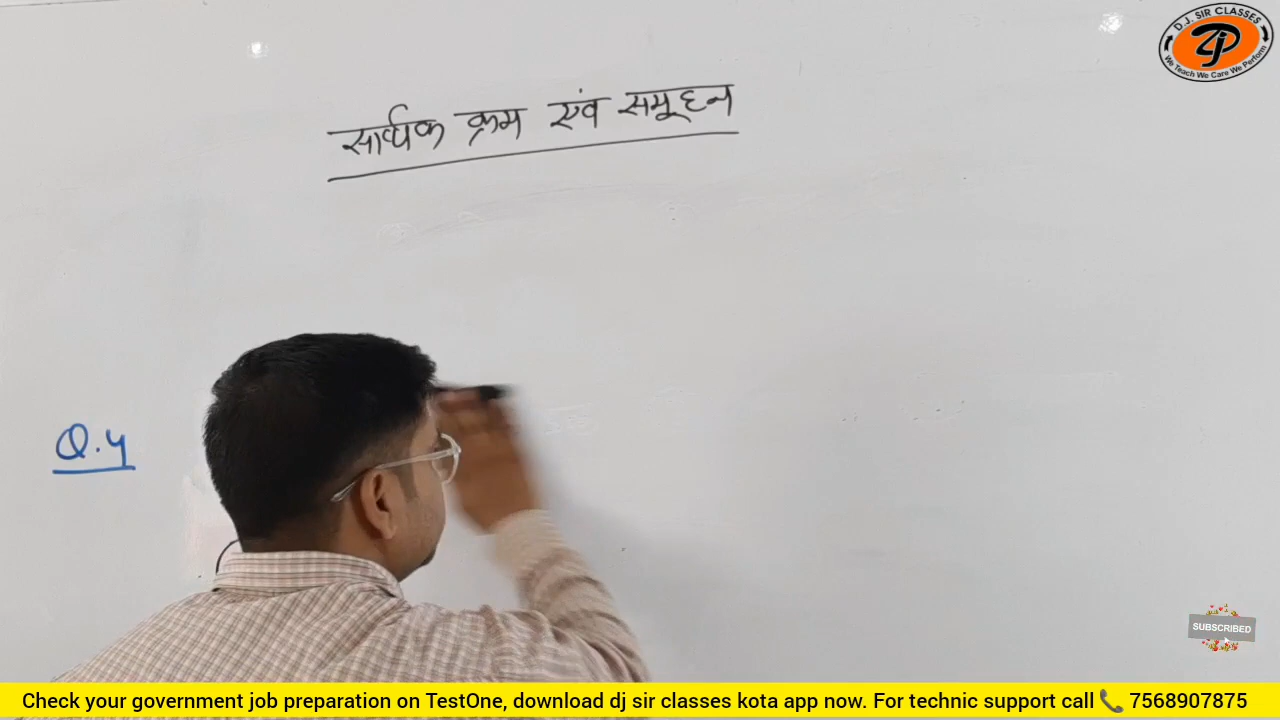 D.J. SIR CLASSES
We Teach We Care We Perform
सार्थक क्रम एवं समूहन
Q.4
SUBSCRIBED
Check your government job preparation on TestOne, download dj sir classes kota app now. For technic support call 📞 7568907875